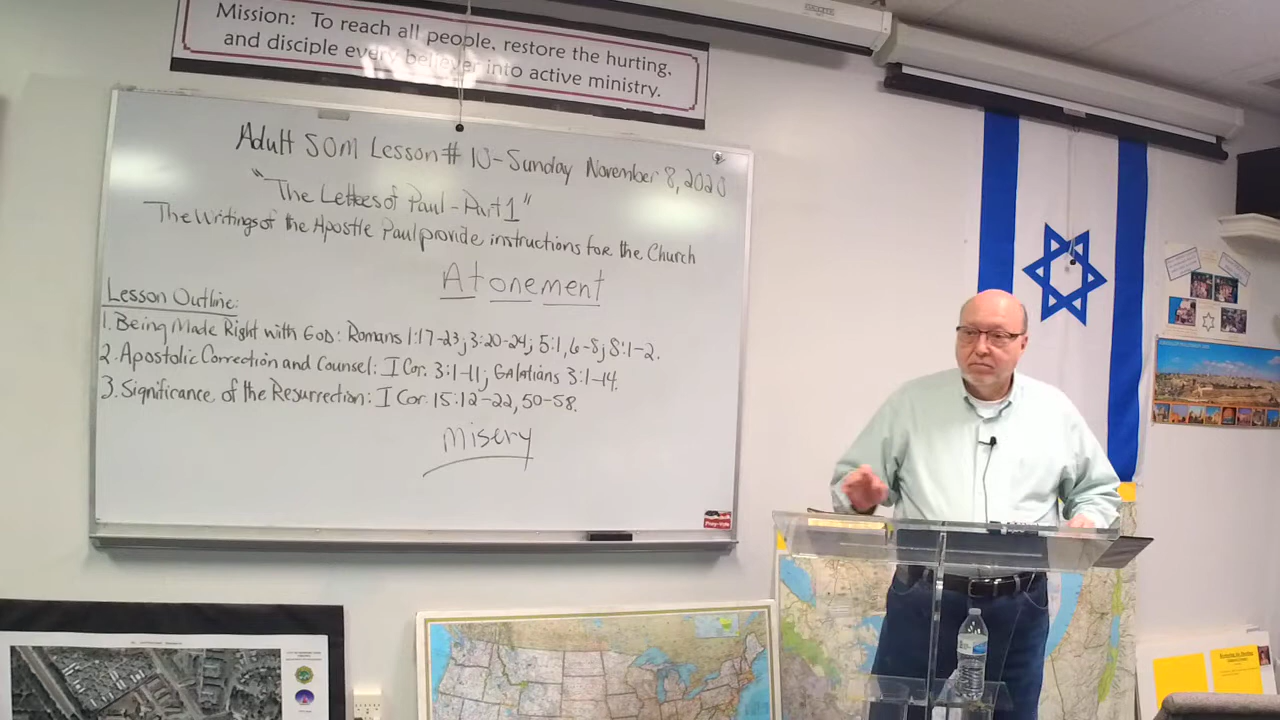 Mission: To reach all people, restore the hurting,
and disciple every believer into active ministry.
Adult SOM Lesson# 10-Sunday November 8, 2020
"The Letters of Paul-Part 1"
The Writings of the Apostle Paul provide instructions for the Church
Atonement
Lesson Outline:
1. Being Made Right with GOD: Romans 1:17-23; 3:20-24; 5:1, 6-8; 8:1-2.
2. Apostolic Correction and Counsel: I Cor. 3:1-11; Galatians 3:1-14.
3. Significance of the Resurrection: I Cor. 15:12-22, 50-58.
Misery